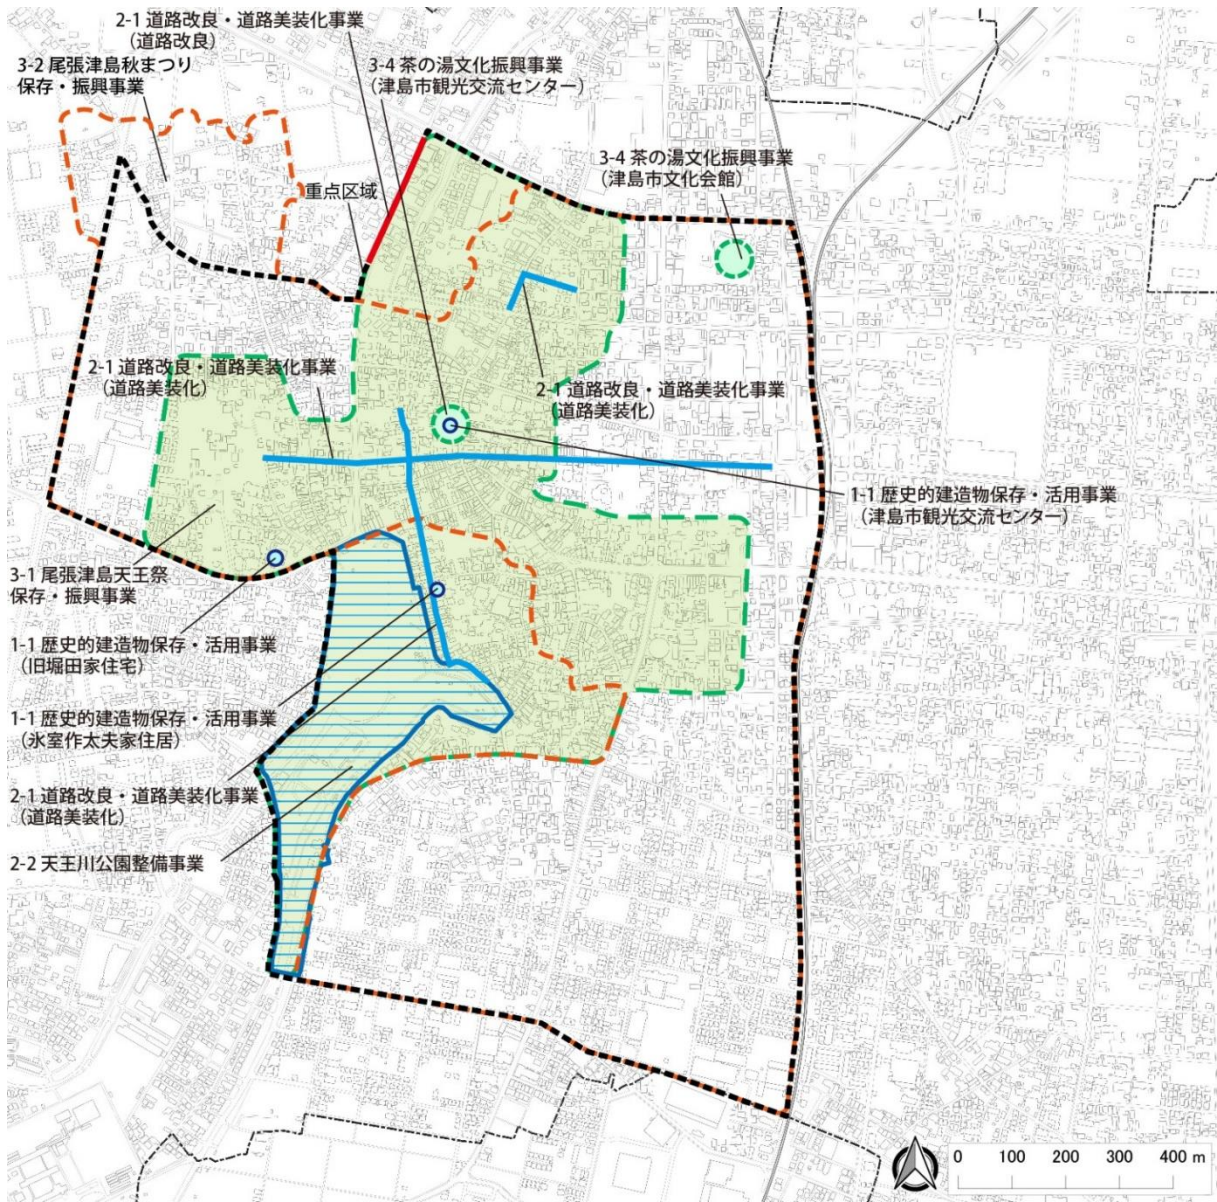 2-1 道路改良・道路美装化事業
（道路改良）
3-2 尾張津島秋まつり
保存・振興事業
3-4 茶の湯文化振興事業
（津島市観光交流センター）
3-4 茶の湯文化振興事業
（津島市文化会館）
重点区域
2-1 道路改良・道路美装化事業
（道路美装化）
2-1 道路改良・道路美装化事業
（道路美装化）
1-1 歴史的建造物保存・活用事業
（津島市観光交流センター）
3-1 尾張津島天王祭
保存・振興事業
1-1 歴史的建造物保存・活用事業
（旧堀田家住宅）
1-1 歴史的建造物保存・活用事業
（氷室作太夫家住居）
2-1 道路改良・道路美装化事業
（道路美装化）
2-2 天王川公園整備事業
0 100 200 300 400 m